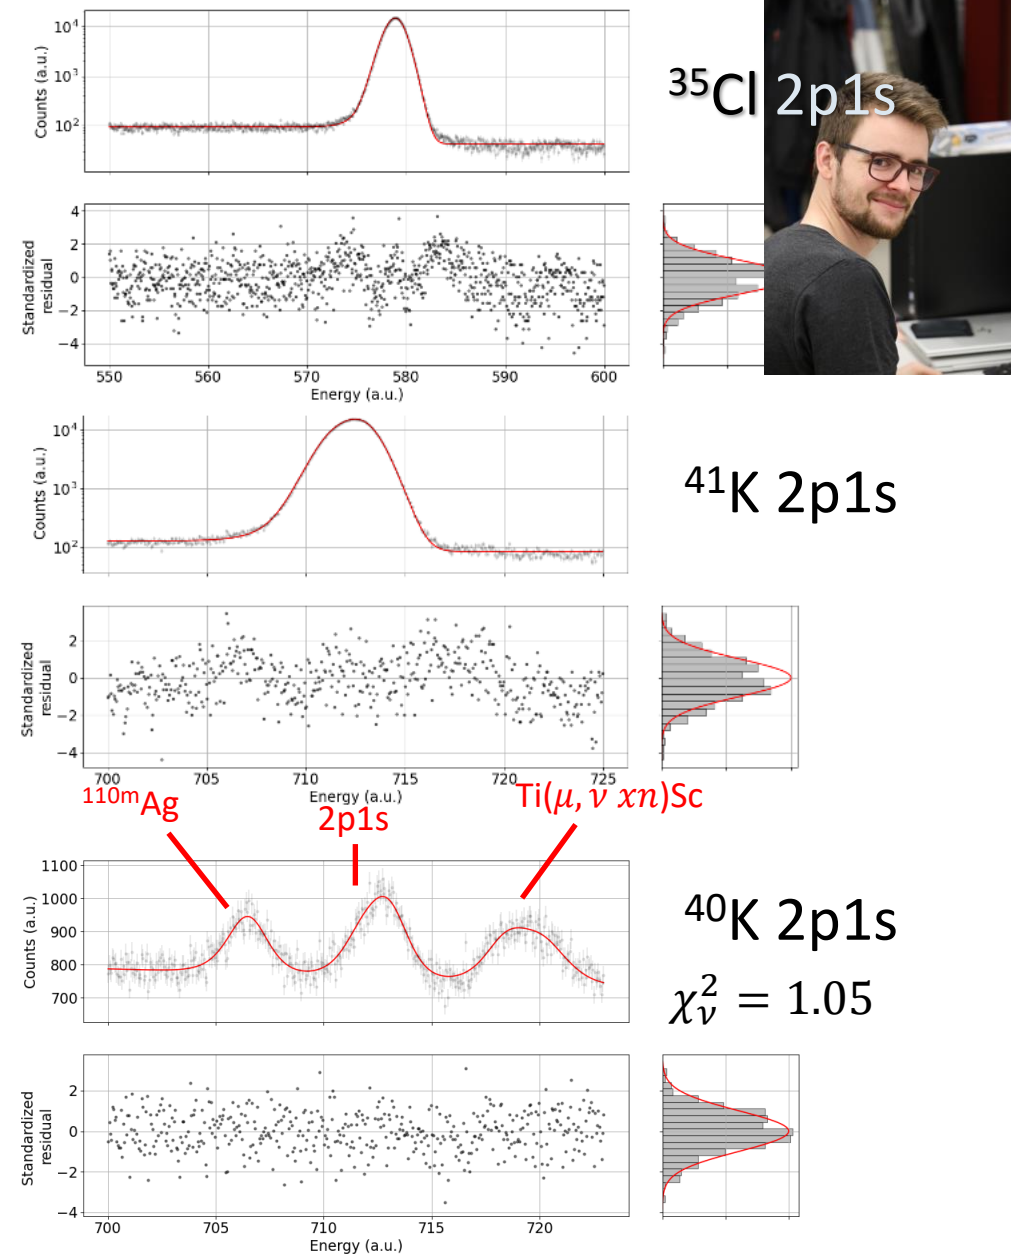 10⁴
10³
10²
Counts (a.u.)
³⁵Cl 2p1s
4
2
0
−2
−4
Standardized
residual
550 560 570 580 590 600
Energy (a.u.)
10⁴
10³
10²
Counts (a.u.)
⁴¹K 2p1s
2
0
−2
−4
Standardized
residual
700 705 710 715 720 725
Energy (a.u.)
¹¹⁰ᵐAg
2p1s
Ti(μ, ν xn)Sc
1100
1000
900
800
700
Counts (a.u.)
⁴⁰K 2p1s
χ²ᵥ = 1.05
2
0
−2
−4
Standardized
residual
700 705 710 715 720
Energy (a.u.)